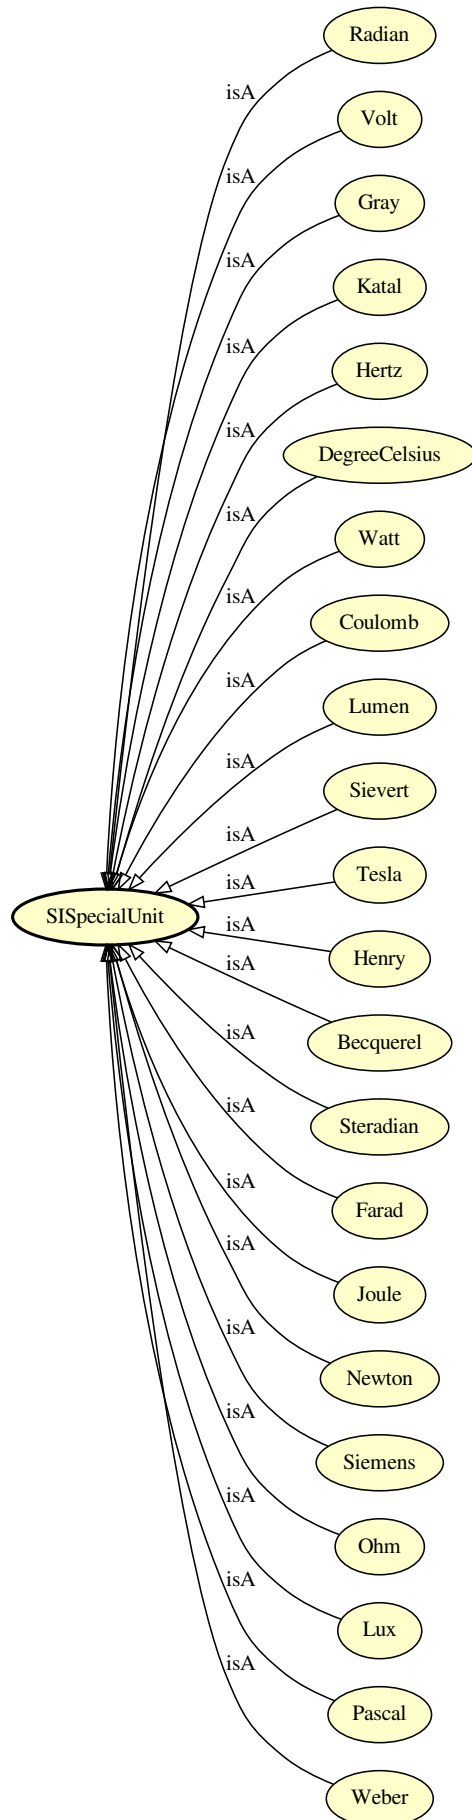 Radian
isA
Volt
isA
Gray
isA
Katal
isA
Hertz
isA
DegreeCelsius
isA
Watt
isA
Coulomb
isA
Lumen
isA
Sievert
isA
Tesla
isA
SISpecialUnit
isA
Henry
isA
Becquerel
isA
Steradian
isA
Farad
isA
Joule
isA
Newton
isA
Siemens
isA
Ohm
isA
Lux
isA
Pascal
isA
Weber